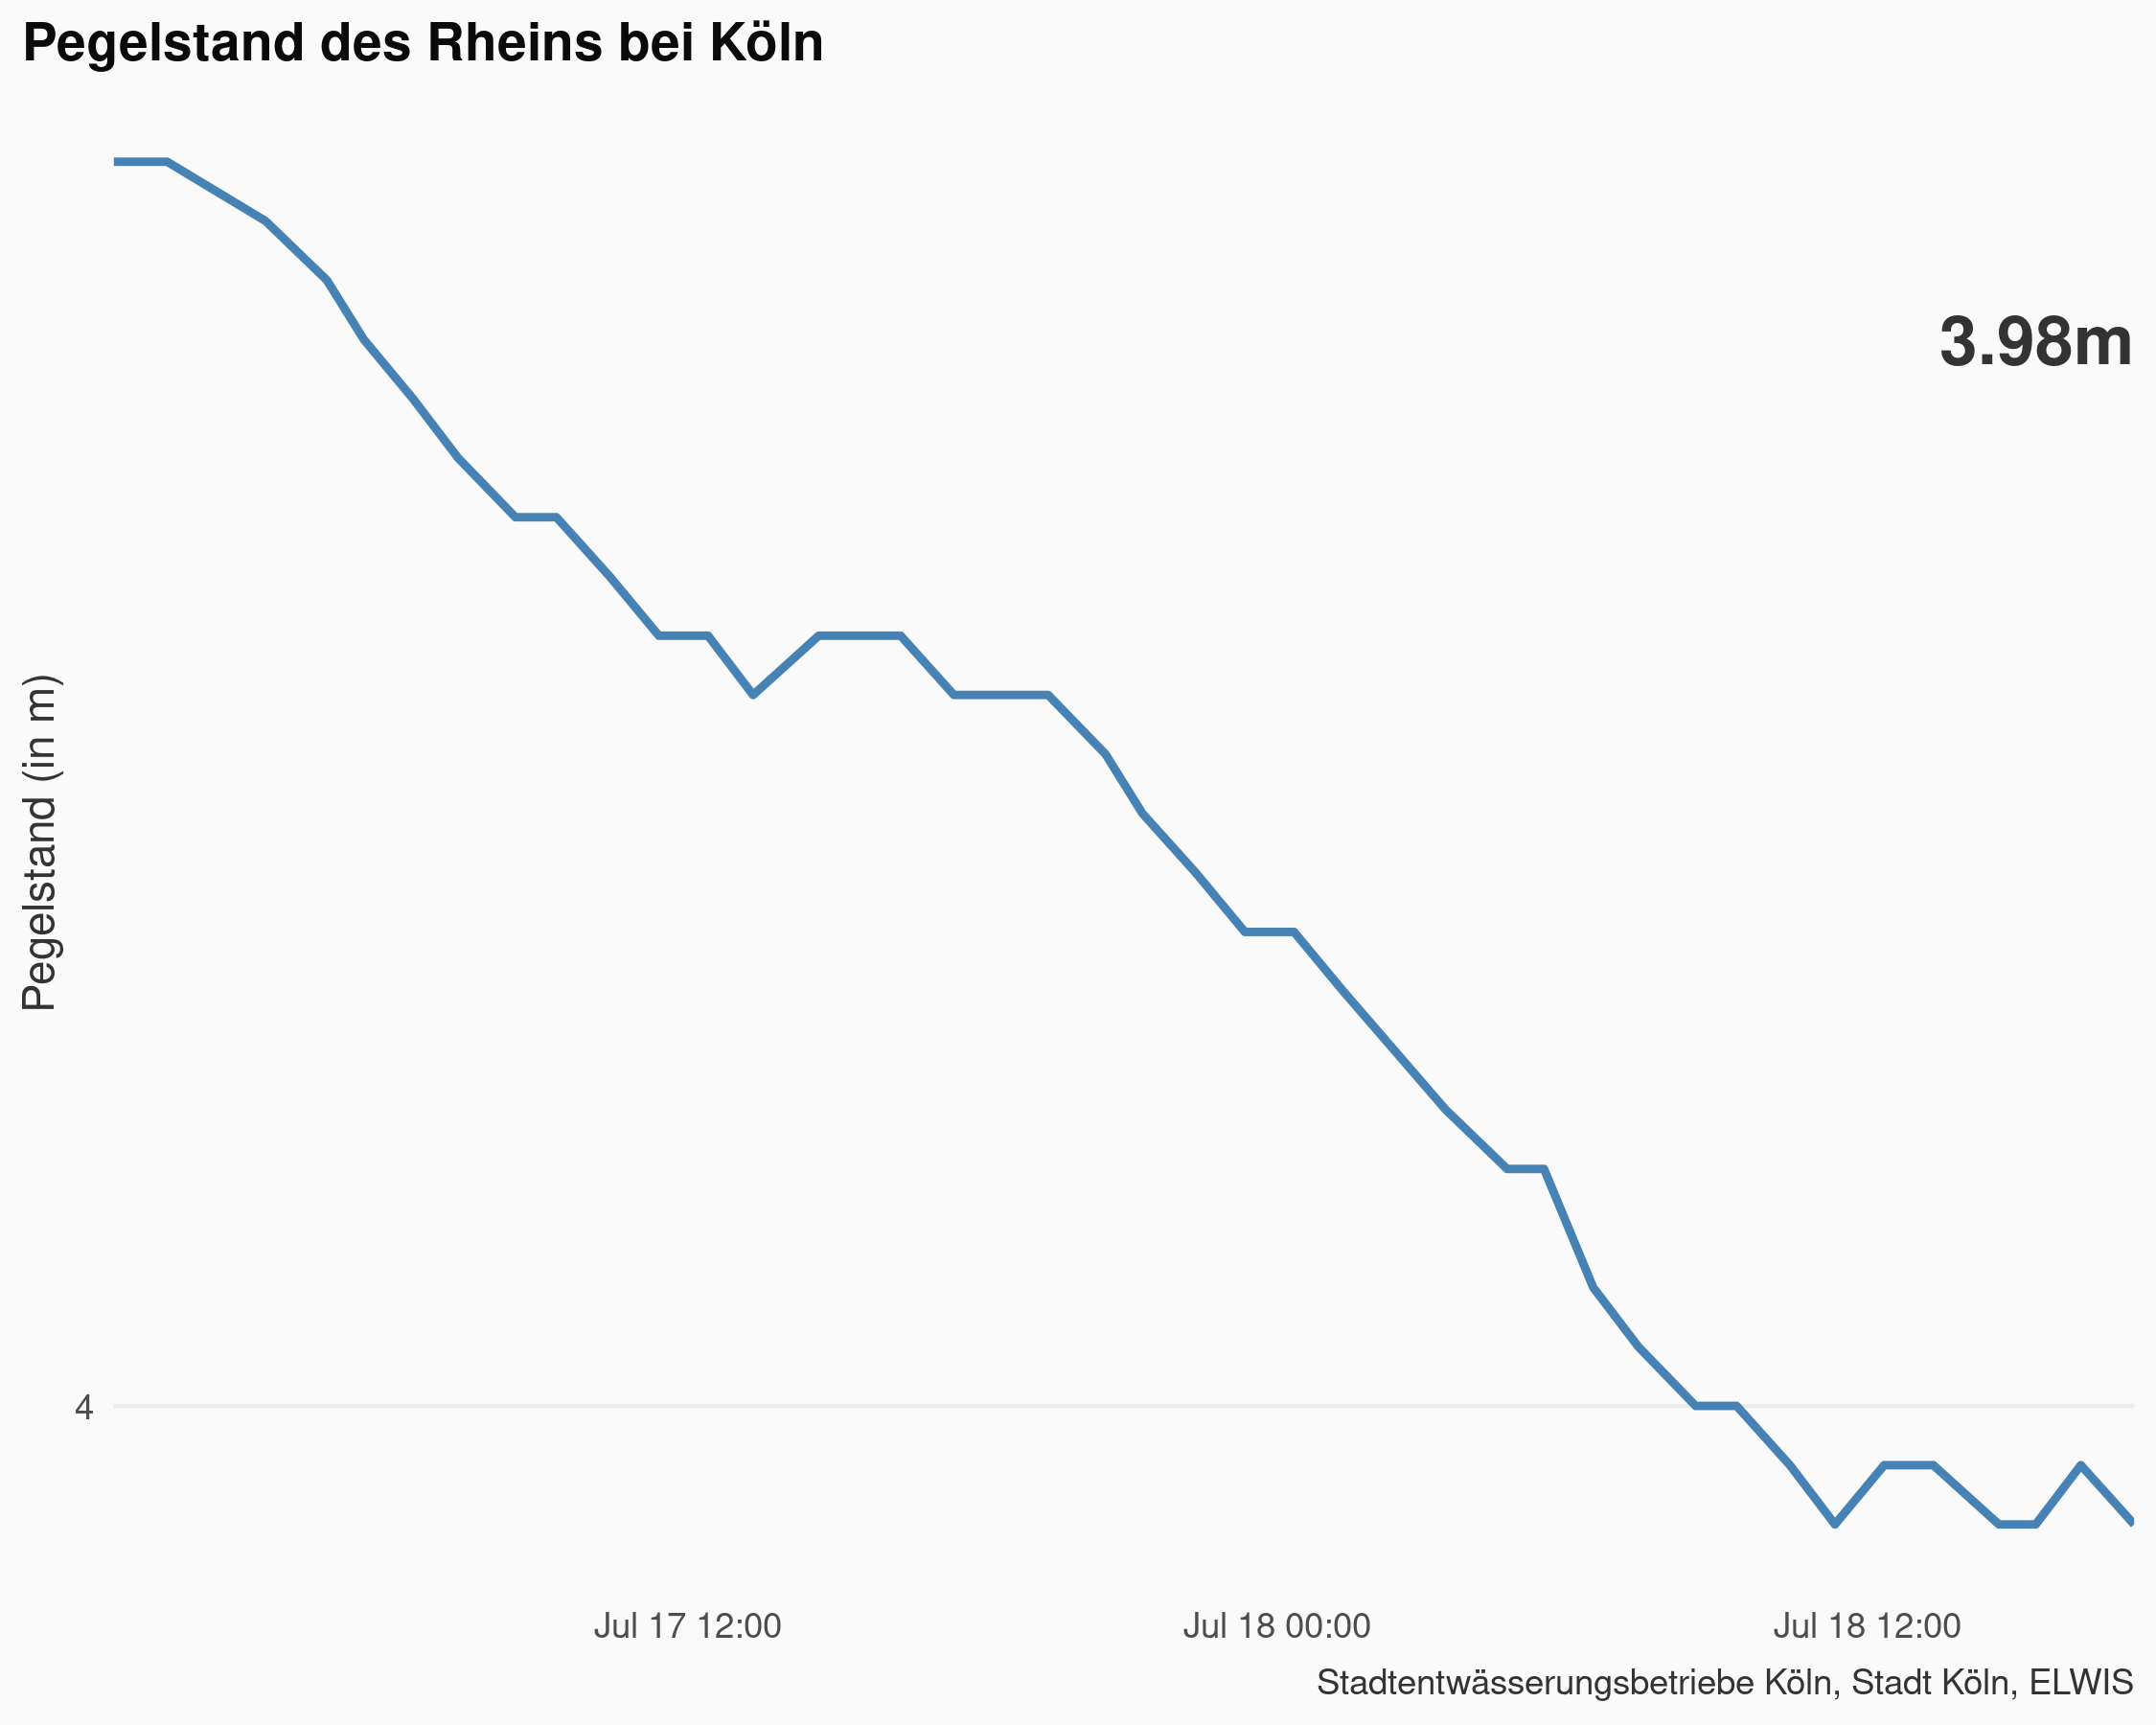 Pegelstand des Rheins bei Köln
3.98m
Pegelstand (in m)
4
Jul 17 12:00
Jul 18 00:00
Jul 18 12:00
Stadtentwässerungsbetriebe Köln, Stadt Köln, ELWIS